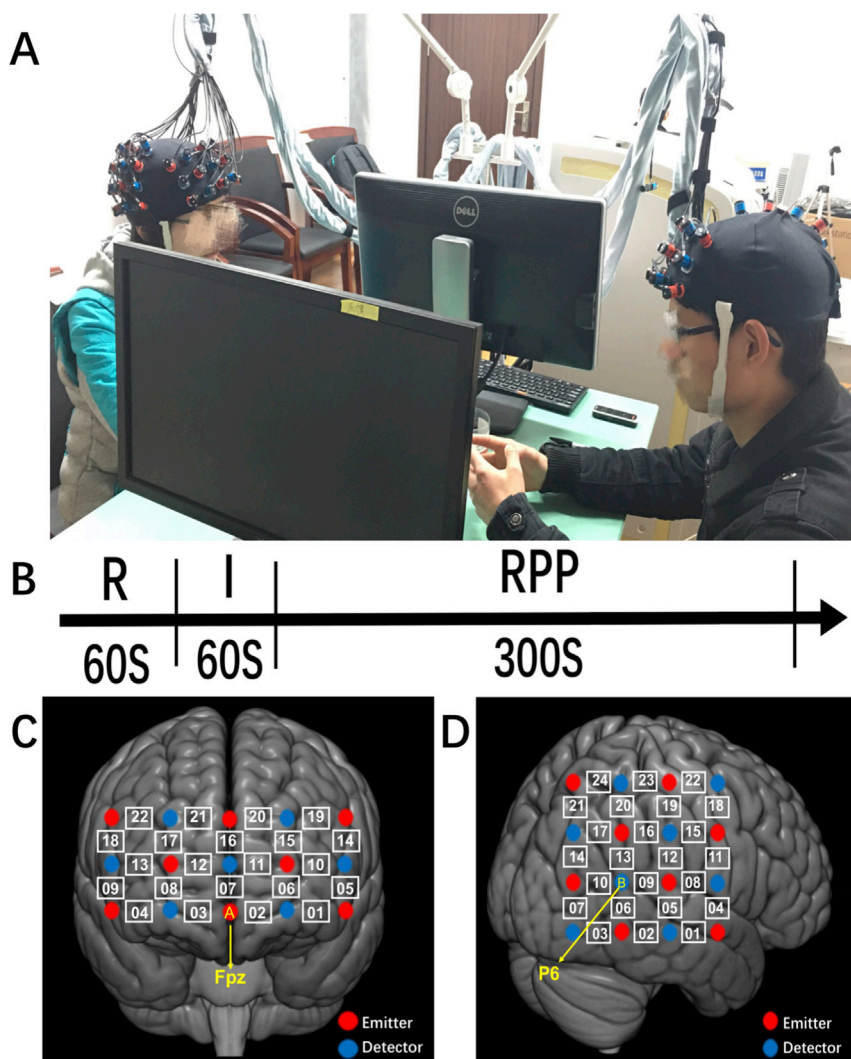 A
DELL
B
R I RPP
60S 60S 300S
C
22 21 20 19
18 17 16 15 14
13 12 11 10
09 08 07 06 05
04 03 A 02 01
Fpz
Emitter
Detector
D
24 23 22
21 20 19 18
17 16 15
14 13 12 11
10 B 09 08
07 06 05 04
03 02 01
P6
Emitter
Detector